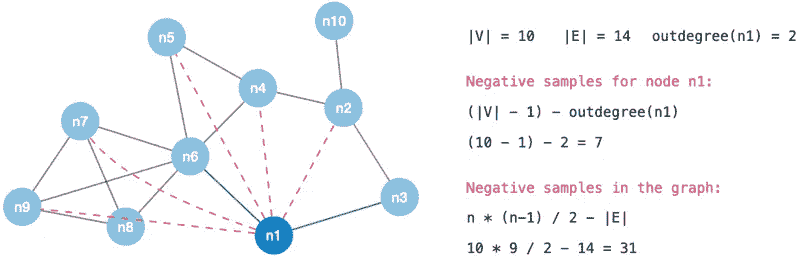 n10
n5
n4
n2
n7
n6
n3
n9
n8
n1
|V| = 10 |E| = 14 outdegree(n1) = 2
Negative samples for node n1:
(|V| - 1) - outdegree(n1)
(10 - 1) - 2 = 7
Negative samples in the graph:
n * (n-1) / 2 - |E|
10 * 9 / 2 - 14 = 31